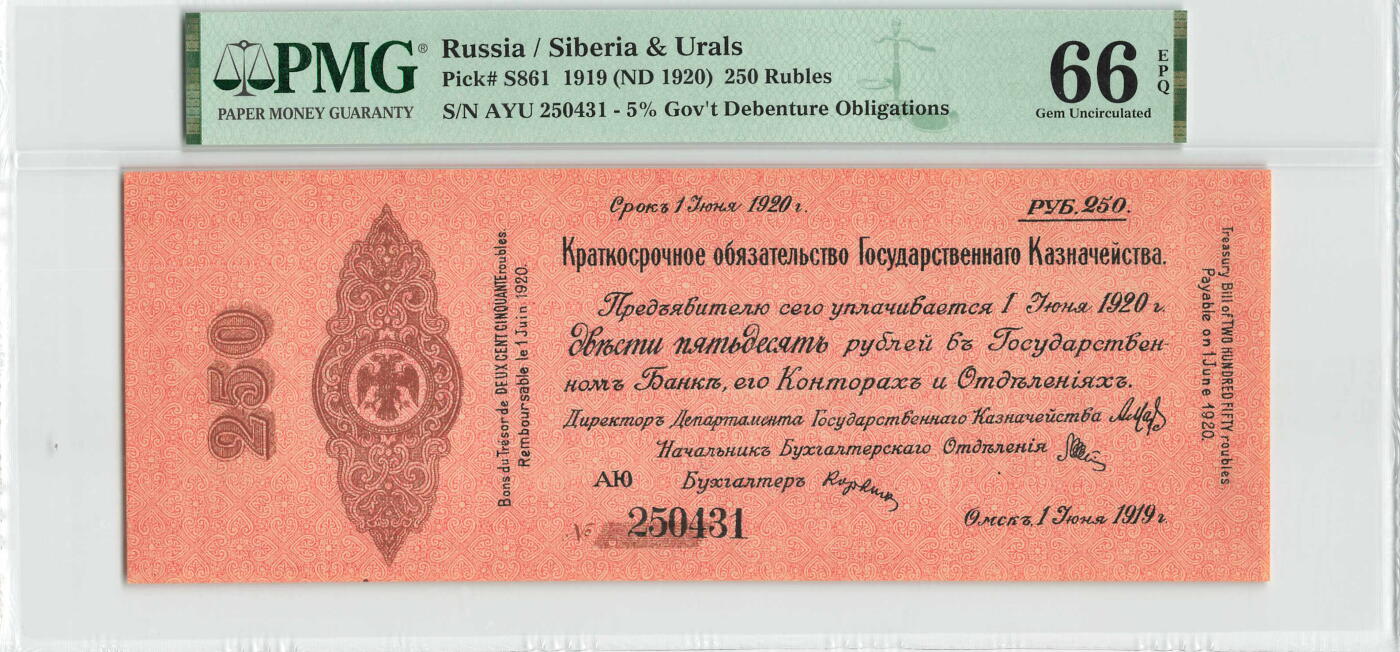 PMG®
PAPER MONEY GUARANTY
Russia / Siberia & Urals
Pick# S861 1919 (ND 1920) 250 Rubles
S/N AYU 250431 - 5% Gov't Debenture Obligations
66
EPQ
Gem Uncirculated
250
Bons du Trésor de DEUX CENT CINQUANTE roubles.
Remboursable le 1 Juin 1920.
Срокъ 1 Іюня 1920 г.
РУБ. 250.
Краткосрочное обязательство Государственнаго Казначейства.
Предъявителю сего уплачивается 1 Іюня 1920 г.
двѣсти пятьдесять рублей въ Государствен-
номъ Банкѣ, его Конторахъ и Отдѣленіяхъ.
Директоръ Департамента Государственнаго Казначейства
Начальникъ Бухгалтерскаго Отдѣленія
АЮ
Бухгалтеръ
№ 250431
Омскъ, 1 Іюня 1919 г.
Treasury Bill of TWO HUNDRED FIFTY roubles
Payable on 1 June 1920.